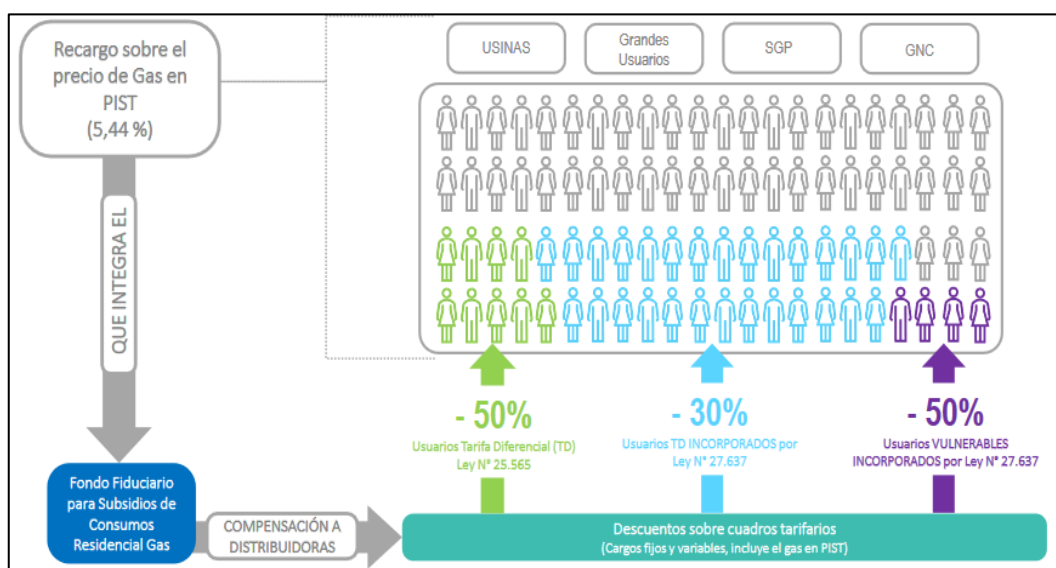 Recargo sobre el
precio de Gas en
PIST
(5,44 %)
USINAS
Grandes
Usuarios
SGP
GNC
QUE INTEGRA EL
- 50%
Usuarios Tarifa Diferencial (TD)
Ley N° 25.565
- 30%
Usuarios TD INCORPORADOS por
Ley N° 27.637
- 50%
Usuarios VULNERABLES
INCORPORADOS por Ley N° 27.637
Fondo Fiduciario
para Subsidios de
Consumos
Residencial Gas
COMPENSACIÓN A
DISTRIBUIDORAS
Descuentos sobre cuadros tarifarios
(Cargos fijos y variables, incluye el gas en PIST)